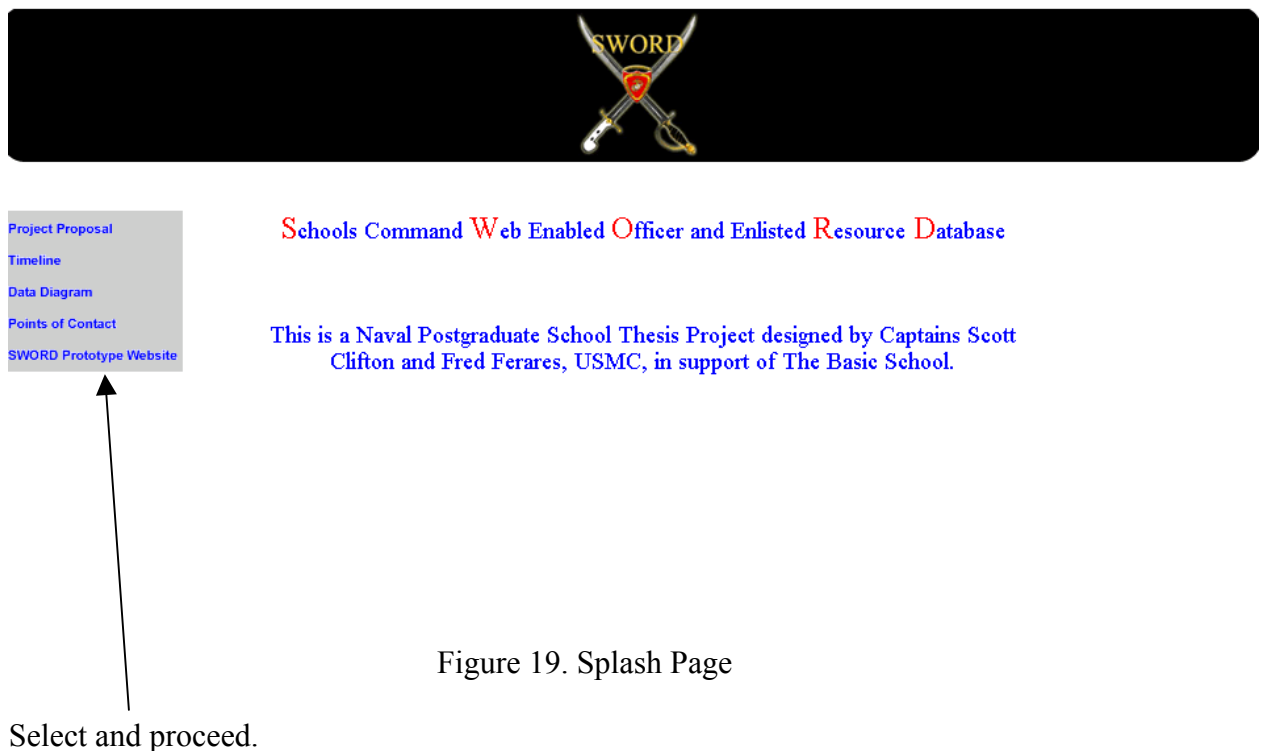 SWORD
Project Proposal
Timeline
Data Diagram
Points of Contact
SWORD Prototype Website
Schools Command Web Enabled Officer and Enlisted Resource Database
This is a Naval Postgraduate School Thesis Project designed by Captains Scott
Clifton and Fred Ferares, USMC, in support of The Basic School.
Figure 19. Splash Page
Select and proceed.